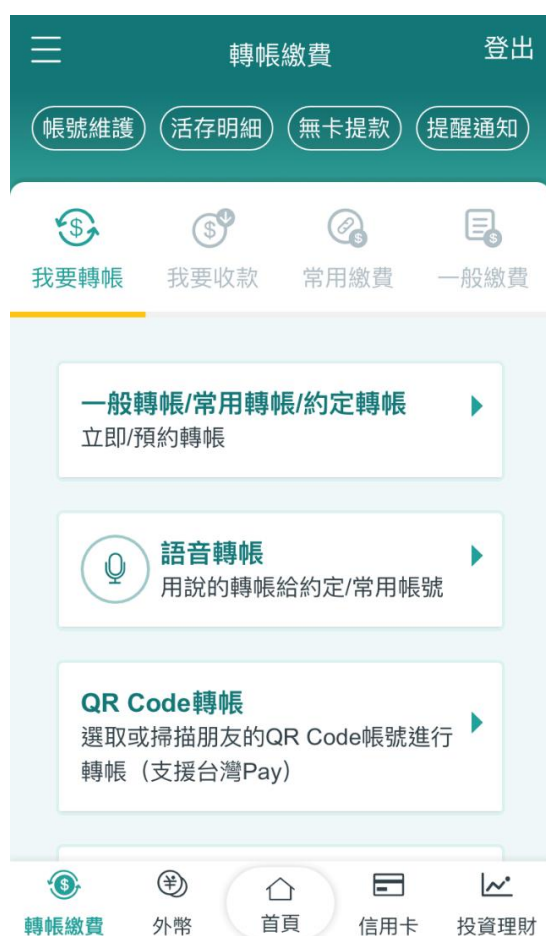 轉帳繳費
登出
帳號維護 活存明細 無卡提款 提醒通知
我要轉帳 我要收款 常用繳費 一般繳費
一般轉帳/常用轉帳/約定轉帳
立即/預約轉帳
語音轉帳
用說的轉帳給約定/常用帳號
QR Code轉帳
選取或掃描朋友的QR Code帳號進行
轉帳（支援台灣Pay）
轉帳繳費 外幣 首頁 信用卡 投資理財